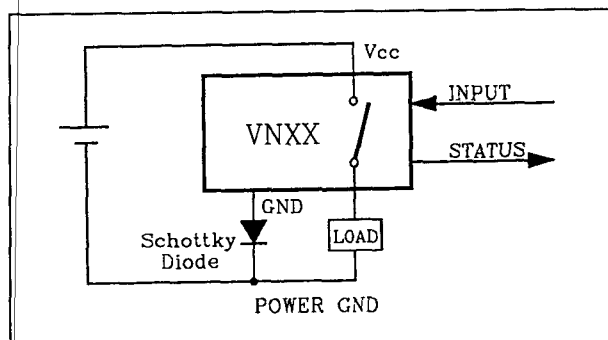 Vcc
INPUT
VNXX
STATUS
GND
Schottky
Diode
LOAD
POWER GND